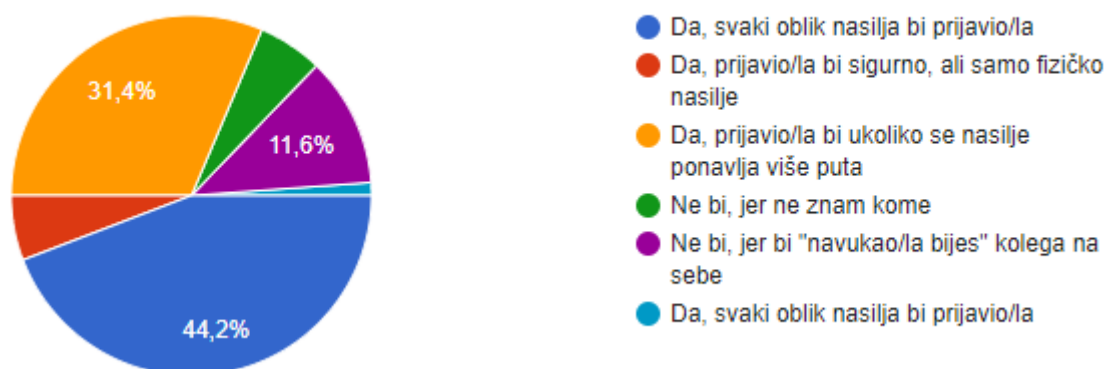 31,4%
11,6%
44,2%
Da, svaki oblik nasilja bi prijavio/la
Da, prijavio/la bi sigurno, ali samo fizičko
nasilje
Da, prijavio/la bi ukoliko se nasilje
ponavlja više puta
Ne bi, jer ne znam kome
Ne bi, jer bi "navukao/la bijes" kolega na
sebe
Da, svaki oblik nasilja bi prijavio/la